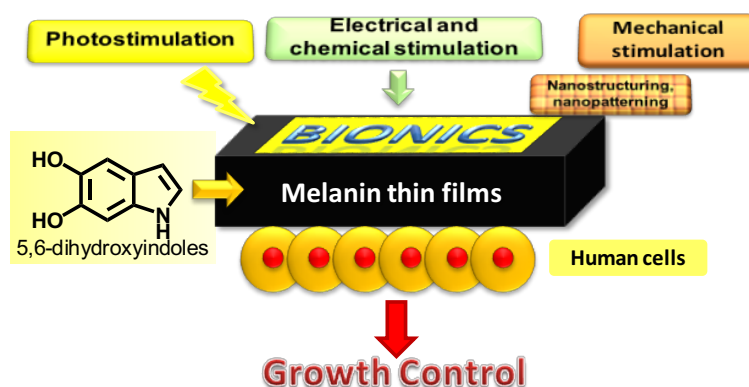 Photostimulation
Electrical and
chemical stimulation
Mechanical
stimulation
Nanostructuring,
nanopatterning
BIONICS
HO
HO
N
H
5,6-dihydroxyindoles
Melanin thin films
Human cells
Growth Control